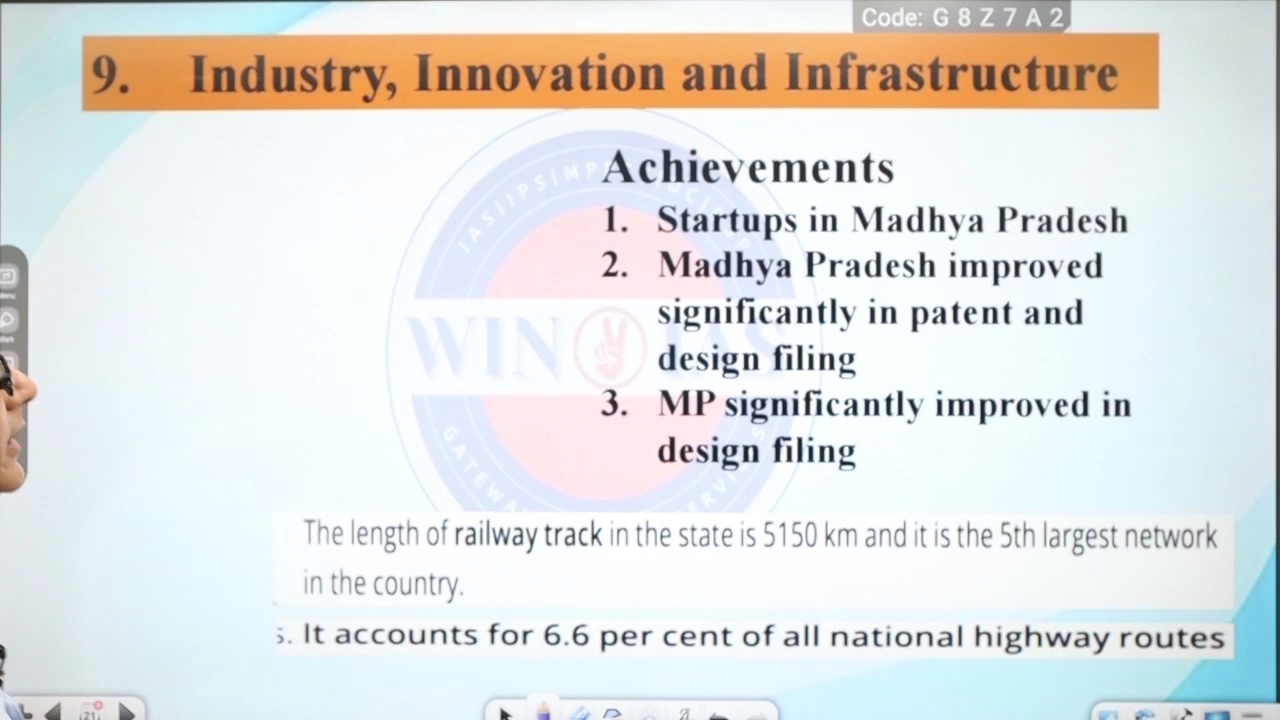 Code: G 8 Z 7 A 2
9. Industry, Innovation and Infrastructure
Achievements
1. Startups in Madhya Pradesh
2. Madhya Pradesh improved
significantly in patent and
design filing
3. MP significantly improved in
design filing
WIN IAS
The length of railway track in the state is 5150 km and it is the 5th largest network
in the country.
s. It accounts for 6.6 per cent of all national highway routes
21